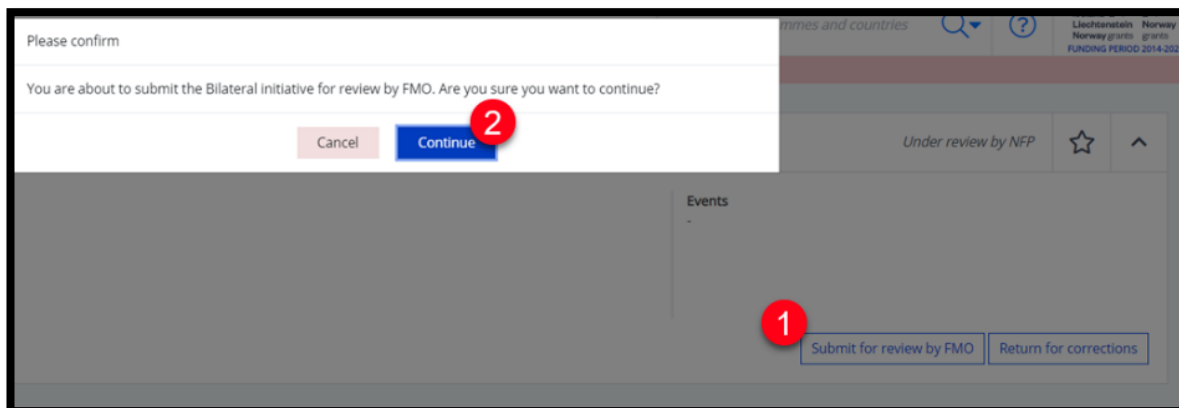 Please confirm
You are about to submit the Bilateral initiative for review by FMO. Are you sure you want to continue?
Cancel
Continue
2
and countries
?
Liechtenstein Norway
Norway grants grants
FUNDING PERIOD 2014-202
Under review by NFP
Events
-
1
Submit for review by FMO
Return for corrections